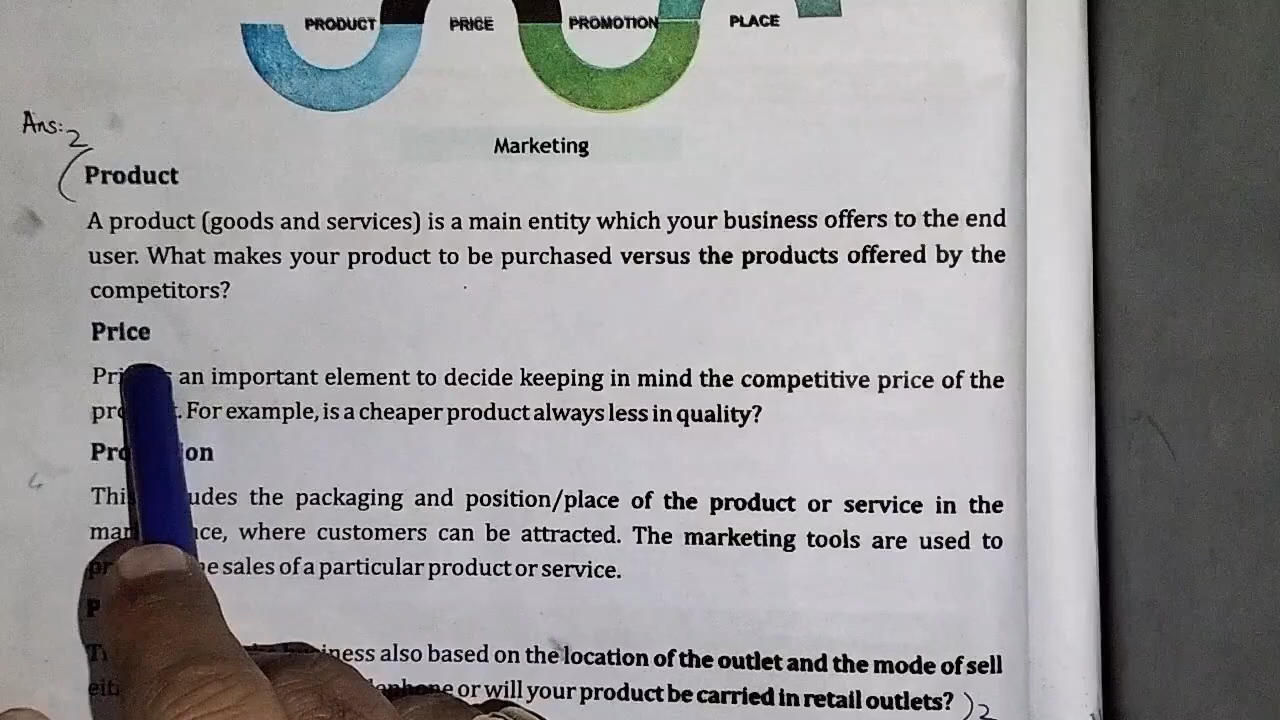 PRODUCT PRICE PROMOTION PLACE
Marketing
Ans: 2
Product
A product (goods and services) is a main entity which your business offers to the end
user. What makes your product to be purchased versus the products offered by the
competitors?
Price
an important element to decide keeping in mind the competitive price of the
For example, is a cheaper product always less in quality?
the packaging and position/place of the product or service in the
where customers can be attracted. The marketing tools are used to
sales of a particular product or service.
also based on the location of the outlet and the mode of sell
or will your product be carried in retail outlets? )2